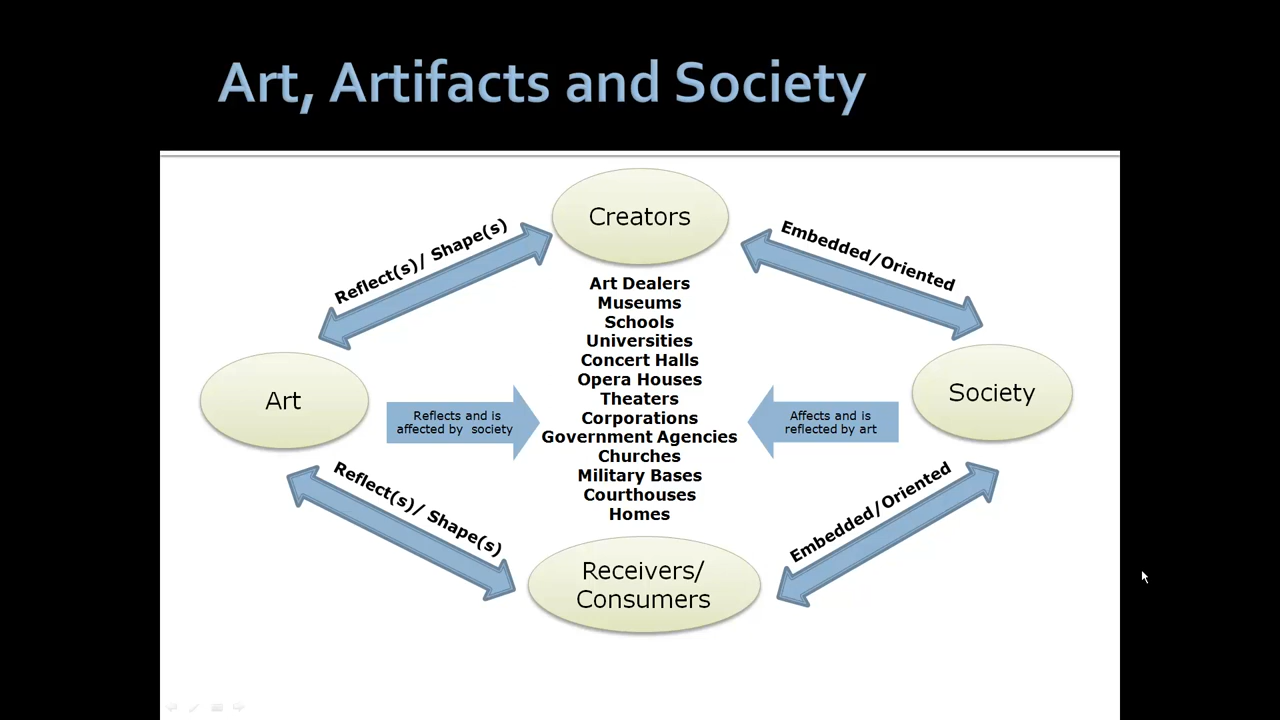 Art, Artifacts and Society
Creators
Reflect(s)/ Shape(s)
Embedded/Oriented
Art Dealers
Museums
Schools
Universities
Concert Halls
Opera Houses
Theaters
Corporations
Government Agencies
Churches
Military Bases
Courthouses
Homes
Art
Reflects and is
affected by society
Affects and is
reflected by art
Society
Reflect(s)/ Shape(s)
Embedded/Oriented
Receivers/
Consumers